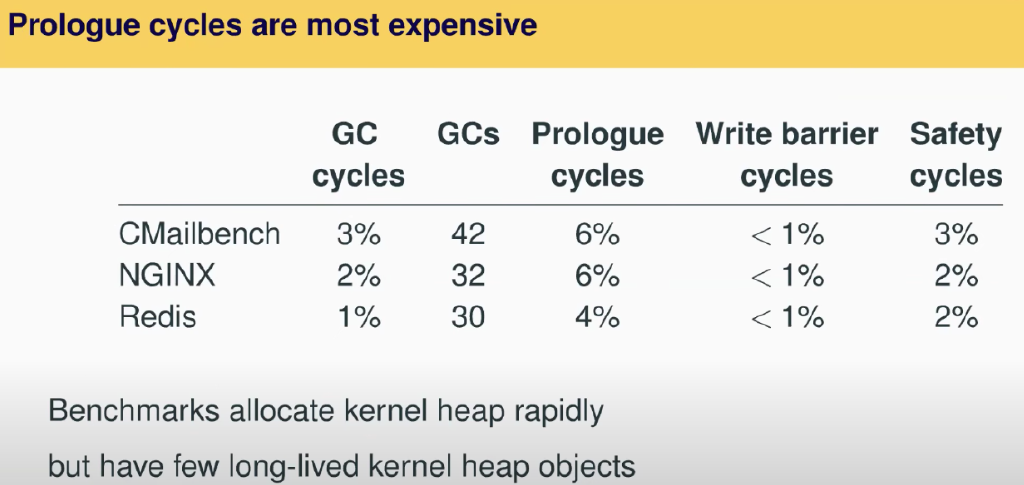 Prologue cycles are most expensive
GC GCs Prologue Write barrier Safety
cycles cycles cycles cycles
CMailbench 3% 42 6% < 1% 3%
NGINX 2% 32 6% < 1% 2%
Redis 1% 30 4% < 1% 2%
Benchmarks allocate kernel heap rapidly
but have few long-lived kernel heap objects